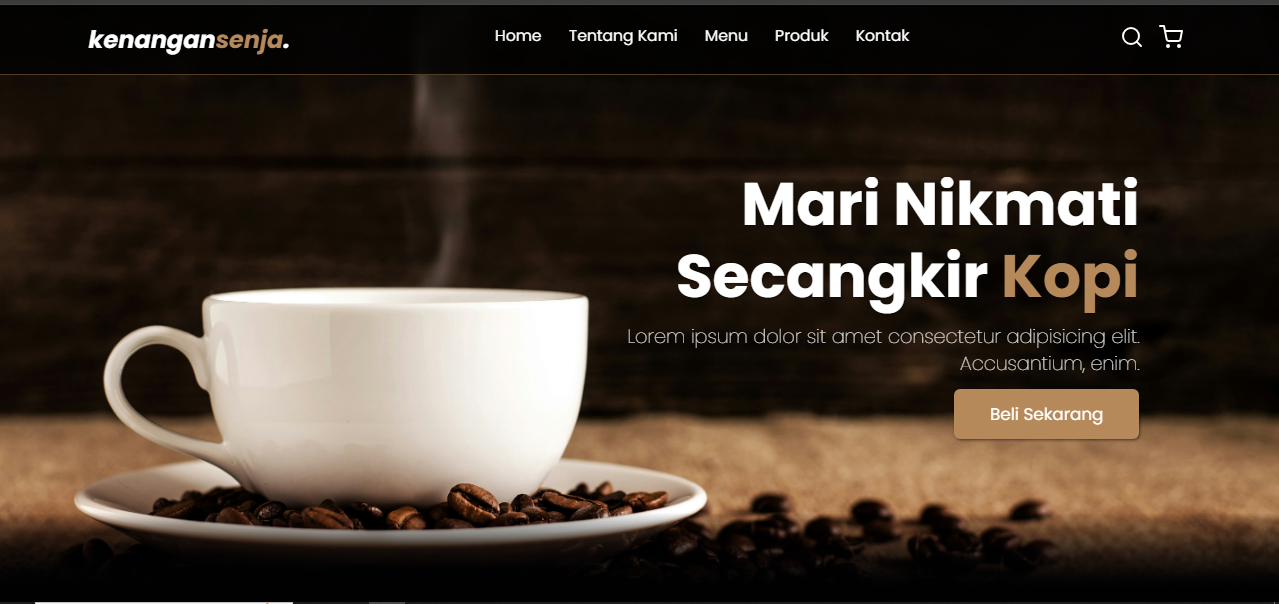 kenangansenja.
Home Tentang Kami Menu Produk Kontak
Mari Nikmati
Secangkir Kopi
Lorem ipsum dolor sit amet consectetur adipisicing elit.
Accusantium, enim.
Beli Sekarang